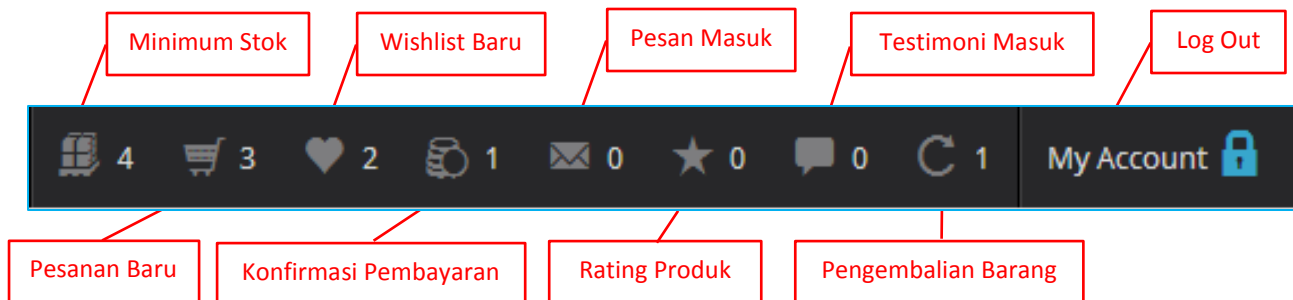 Minimum Stok
Wishlist Baru
Pesan Masuk
Testimoni Masuk
Log Out
4 3 2 1 0 0 0 1 My Account
Pesanan Baru
Konfirmasi Pembayaran
Rating Produk
Pengembalian Barang